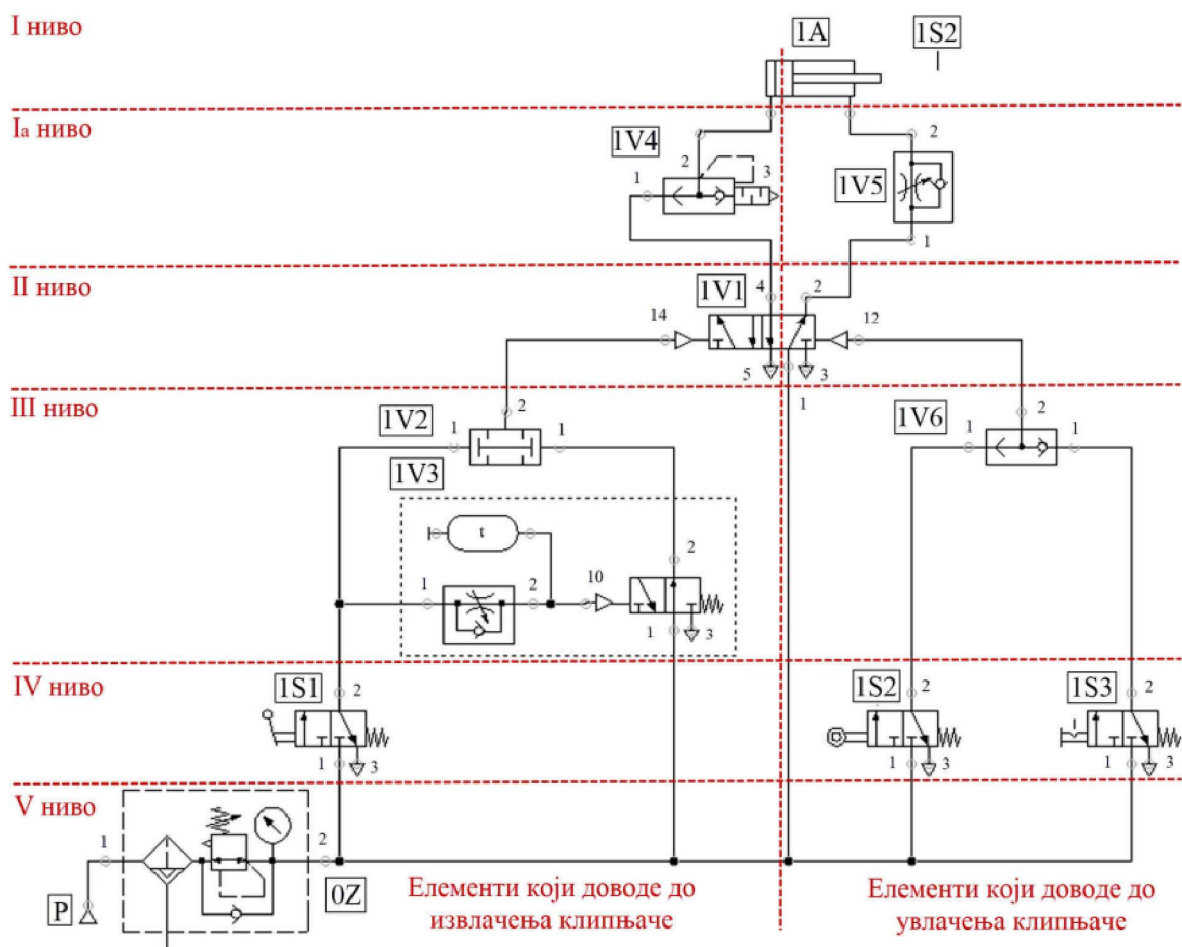 I ниво
1A
1S2
Iа ниво
1V4
2
2
1
3
1V5
1
II ниво
1V1
4
2
14
12
5
3
1
III ниво
1V2
2
1V6
2
1
1
1
1
1V3
t
2
1
2
10
1
3
IV ниво
1S1
2
1S2
2
1S3
2
1
3
1
3
1
3
V ниво
1
2
P
0Z
Елементи који доводе до
извлачења клипњаче
Елементи који доводе до
увлачења клипњаче